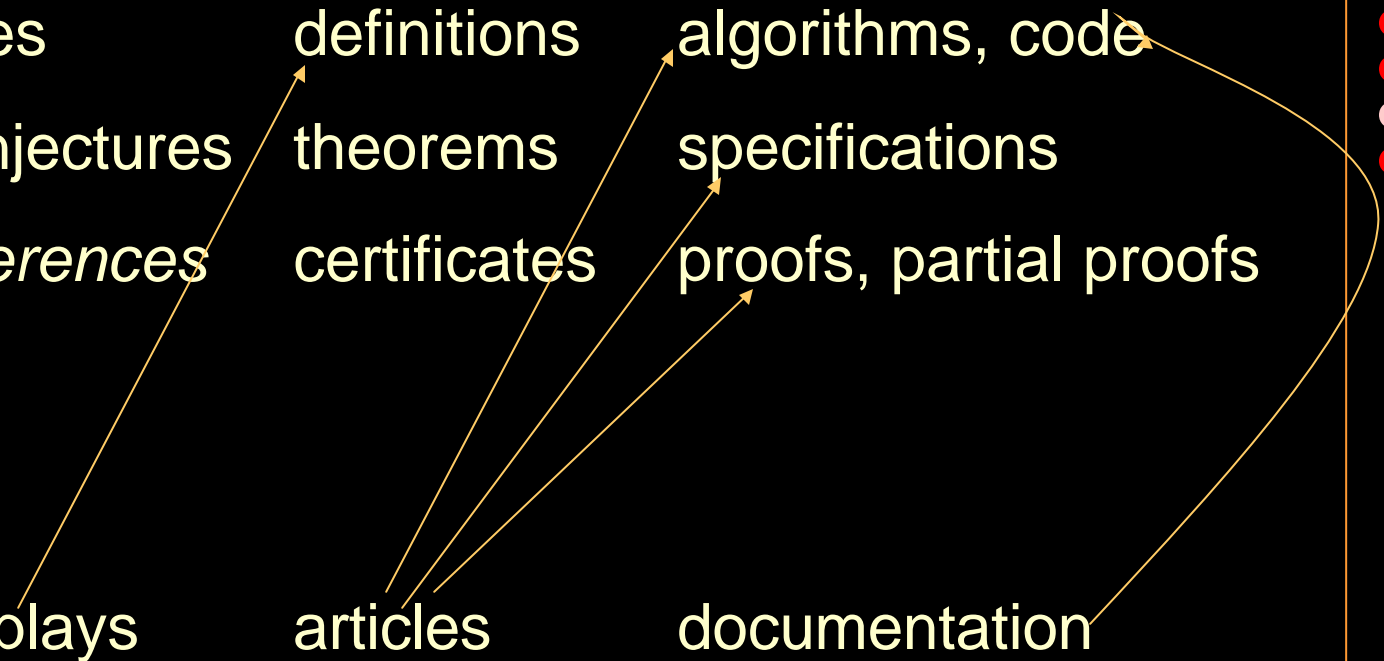 es definitions algorithms, code
njectures theorems specifications
erences certificates proofs, partial proofs
plays articles documentation